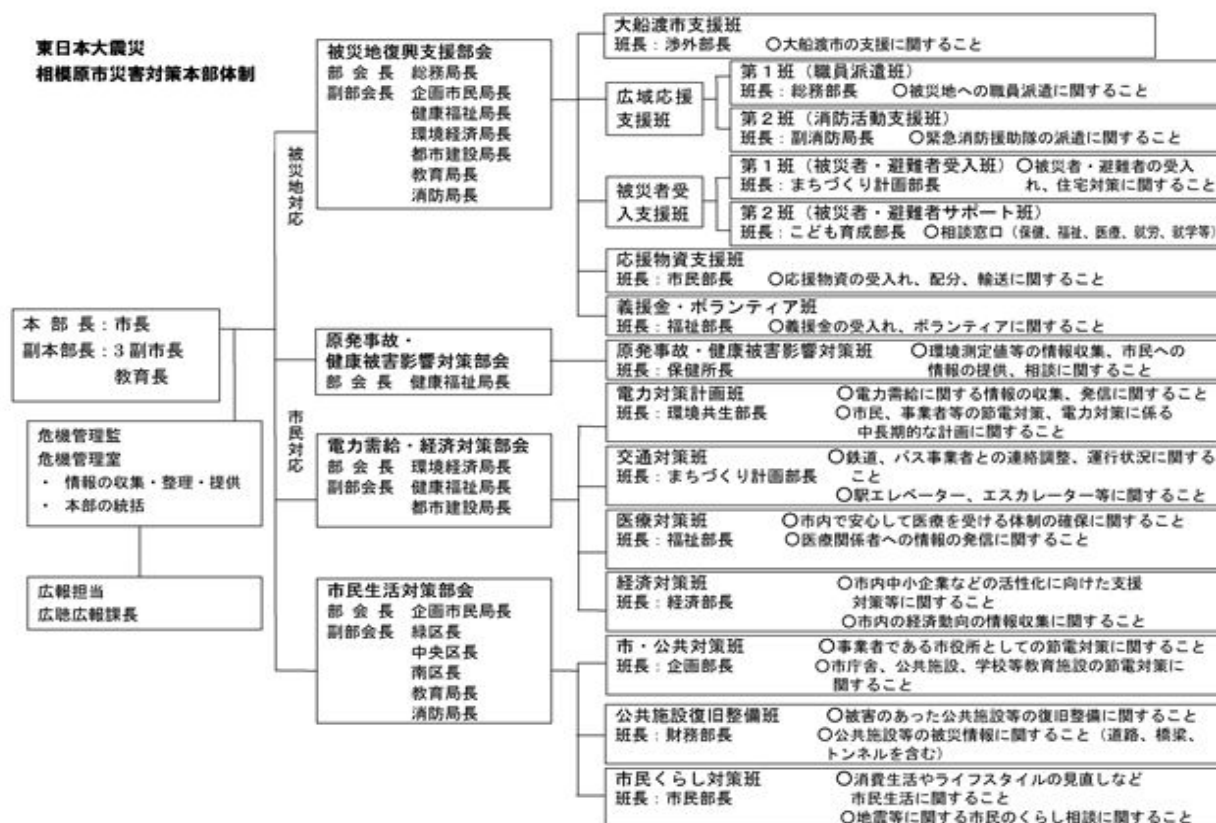 東日本大震災
相模原市災害対策本部体制
本 部 長：市長
副本部長：３副市長
教育長
危機管理監
危機管理室
・ 情報の収集・整理・提供
・ 本部の統括
広報担当
広聴広報課長
被災地対応
市民対応
被災地復興支援部会
部 会 長 総務局長
副部会長 企画市民局長
健康福祉局長
環境経済局長
都市建設局長
教育局長
消防局長
大船渡市支援班
班長：渉外部長 〇大船渡市の支援に関すること
広域応援
支援班
第１班（職員派遣班）
班長：総務部長 〇被災地への職員派遣に関すること
第２班（消防活動支援班）
班長：副消防局長 〇緊急消防援助隊の派遣に関すること
被災者受
入支援班
第１班（被災者・避難者受入班）〇被災者・避難者の受入
班長：まちづくり計画部長 れ、住宅対策に関すること
第２班（被災者・避難者サポート班）
班長：こども育成部長 〇相談窓口（保健、福祉、医療、就労、就学等）
応援物資支援班
班長：市民部長 〇応援物資の受入れ、配分、輸送に関すること
義援金・ボランティア班
班長：福祉部長 〇義援金の受入れ、ボランティアに関すること
原発事故・
健康被害影響対策部会
部 会 長 健康福祉局長
原発事故・健康被害影響対策班 〇環境測定値等の情報収集、市民への
班長：保健所長 情報の提供、相談に関すること
電力需給・経済対策部会
部 会 長 環境経済局長
副部会長 健康福祉局長
都市建設局長
電力対策計画班 〇電力需給に関する情報の収集、発信に関すること
班長：環境共生部長 〇市民、事業者等の節電対策、電力対策に係る
中長期的な計画に関すること
交通対策班 〇鉄道、バス事業者との連絡調整、運行状況に関する
班長：まちづくり計画部長 こと
〇駅エレベーター、エスカレーター等に関すること
医療対策班 〇市内で安心して医療を受ける体制の確保に関すること
班長：福祉部長 〇医療関係者への情報の発信に関すること
経済対策班 〇市内中小企業などの活性化に向けた支援
班長：経済部長 対策等に関すること
〇市内の経済動向の情報収集に関すること
市民生活対策部会
部 会 長 企画市民局長
副部会長 緑区長
中央区長
南区長
教育局長
消防局長
市・公共対策班 〇事業者である市役所としての節電対策に関すること
班長：企画部長 〇市庁舎、公共施設、学校等教育施設の節電対策に
関すること
公共施設復旧整備班 〇被害のあった公共施設等の復旧整備に関すること
班長：財務部長 〇公共施設等の被災情報に関すること（道路、橋梁、
トンネルを含む）
市民くらし対策班 〇消費生活やライフスタイルの見直しなど
班長：市民部長 市民生活に関すること
〇地震等に関する市民のくらし相談に関すること